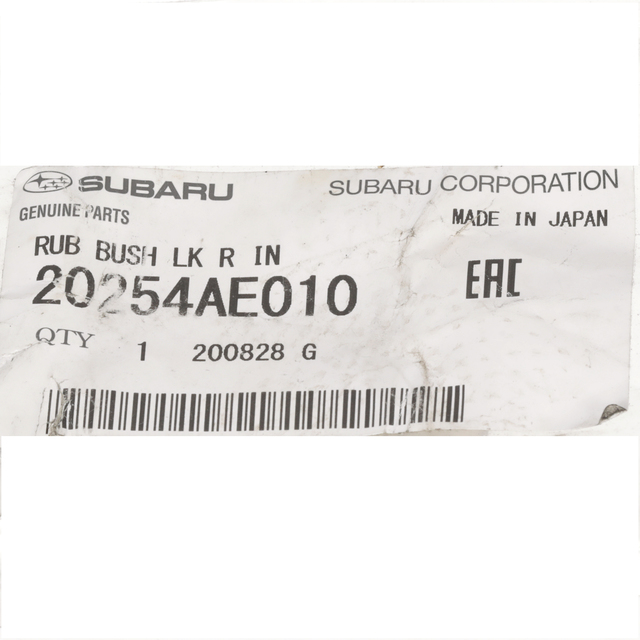 SUBARU SUBARU CORPORATION
GENUINE PARTS MADE IN JAPAN
RUB BUSH LK R IN
20254AE010 EAC
QTY 1 200828 G